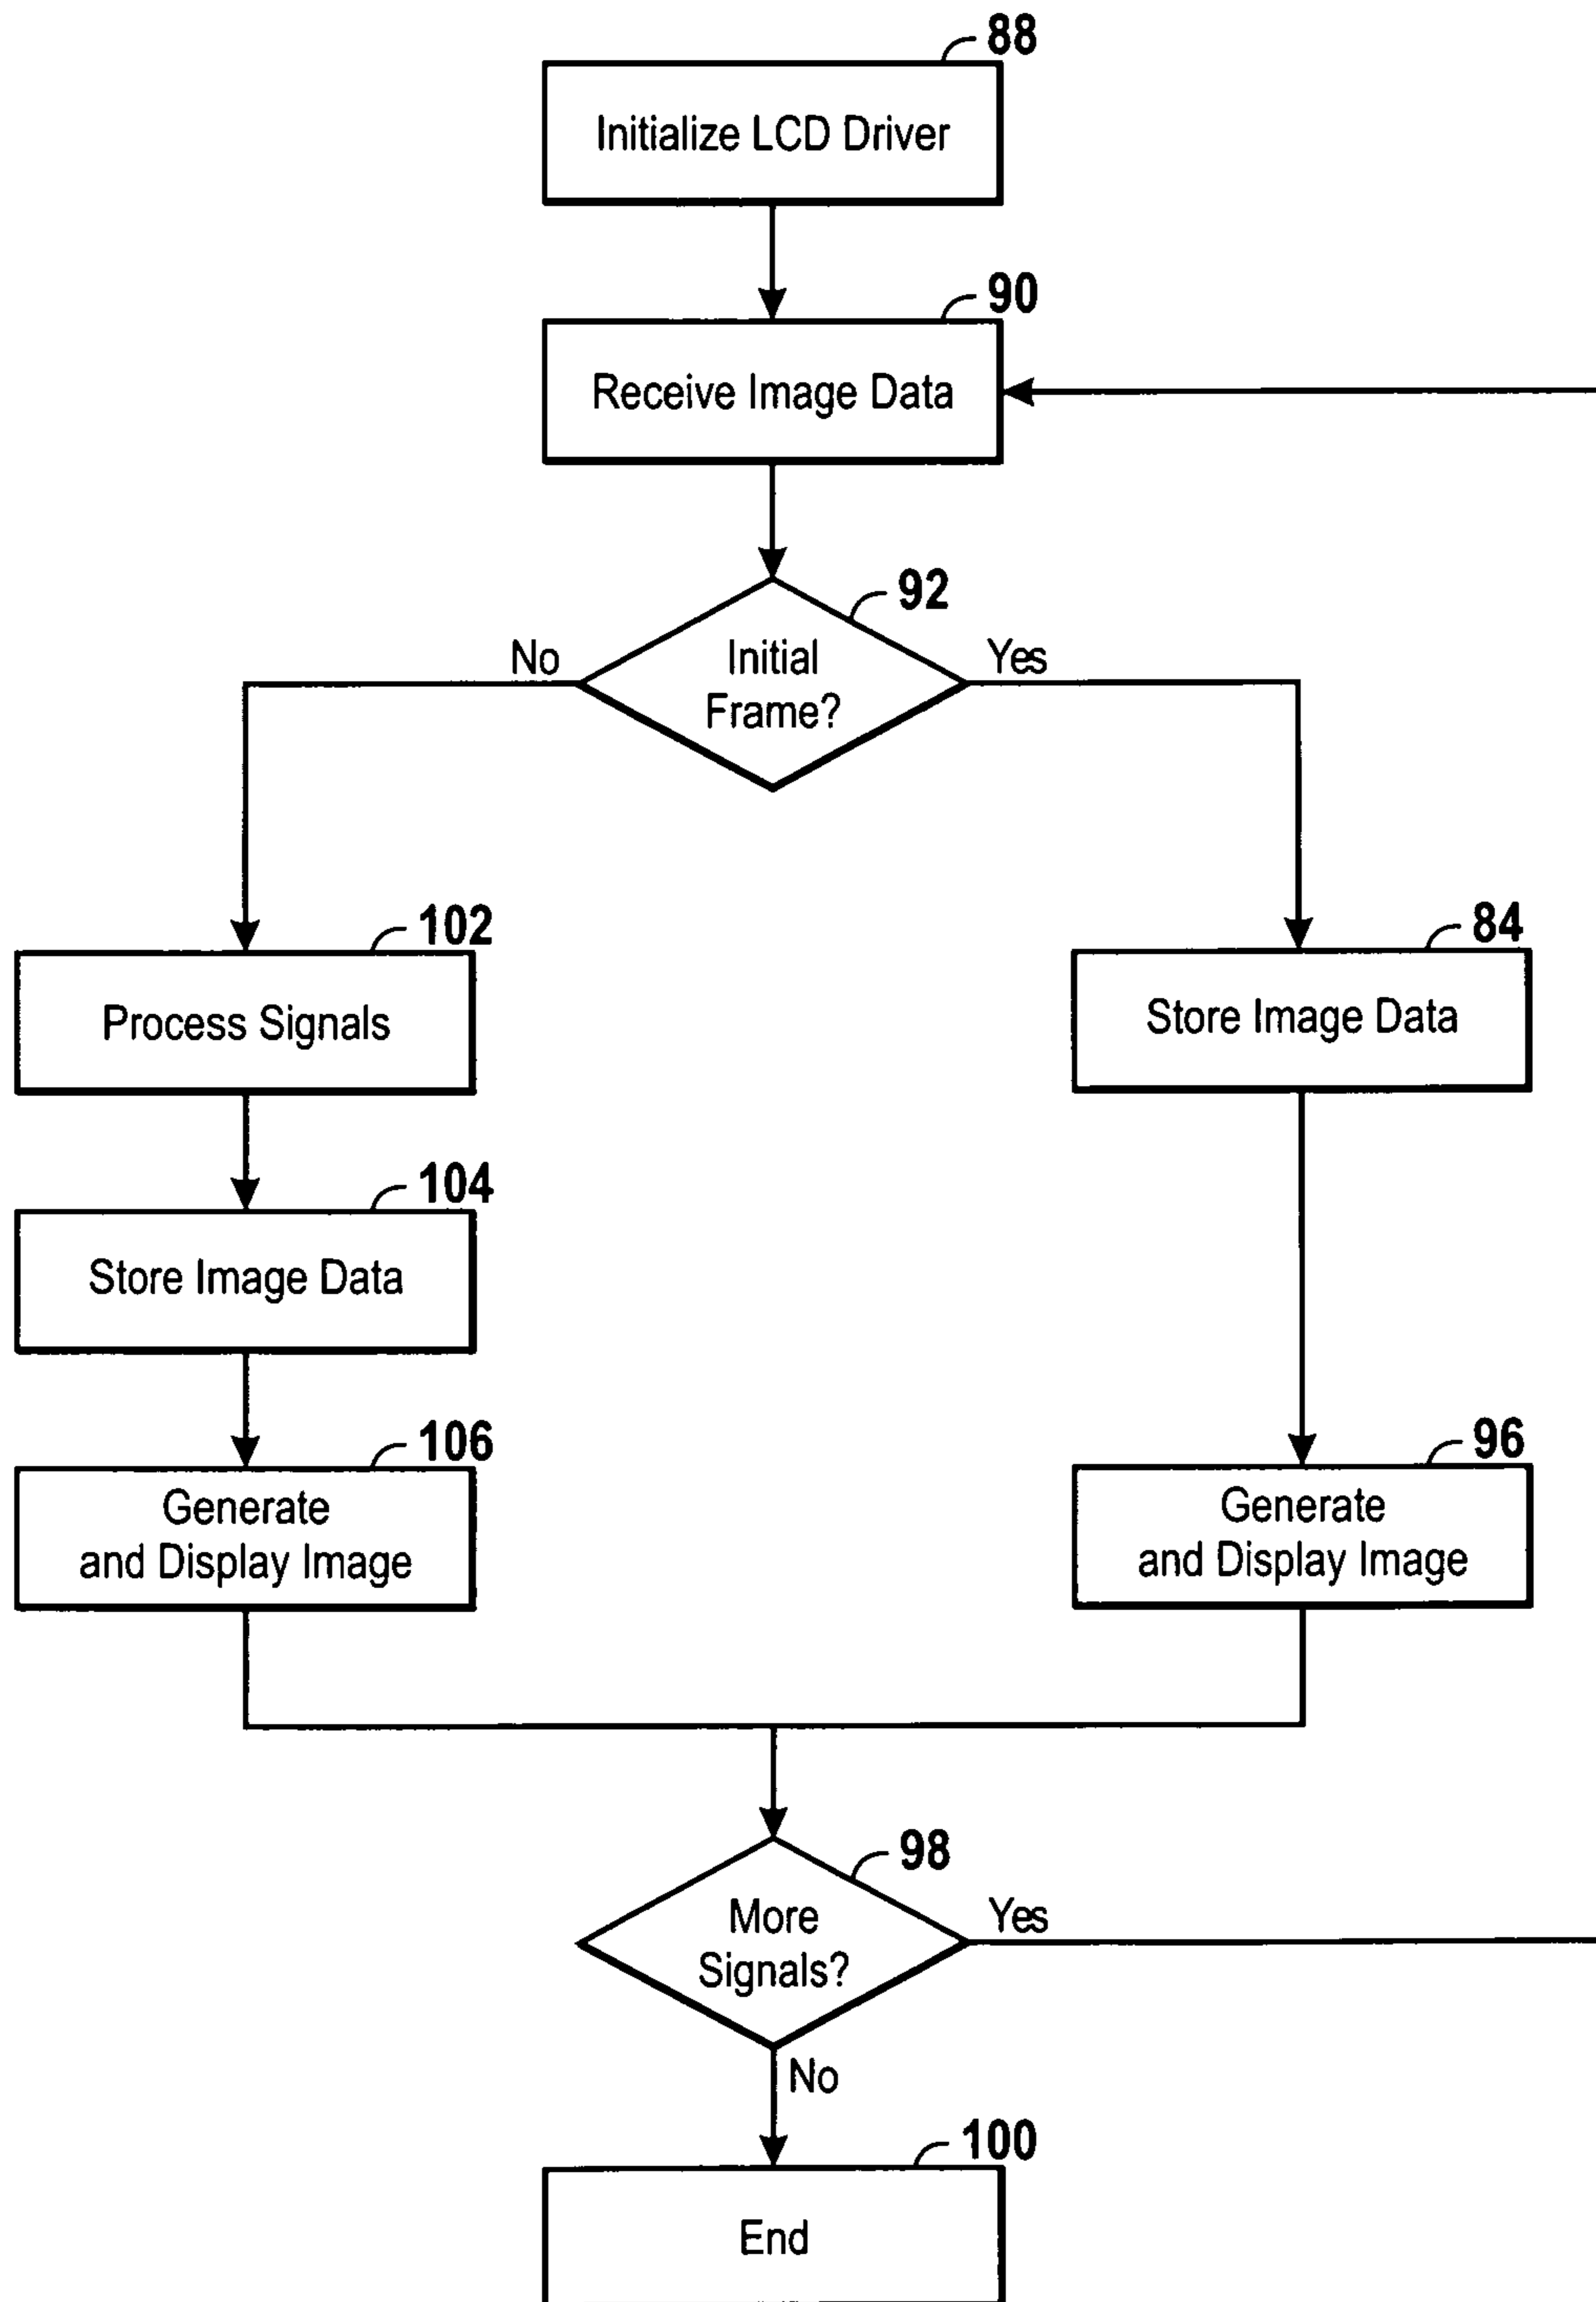 88
Initialize LCD Driver
90
Receive Image Data
92
No
Initial
Frame?
Yes
102
Process Signals
84
Store Image Data
104
Store Image Data
106
Generate
and Display Image
96
Generate
and Display Image
98
More
Signals?
Yes
No
100
End